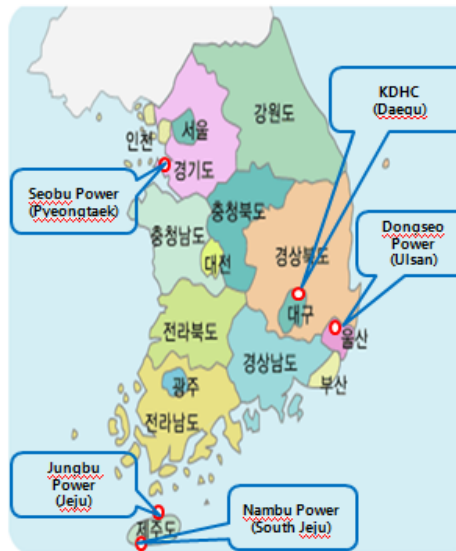 KDHC
(Daegu)
강원도
서울
인천
경기도
Seobu Power
(Pyeongtaek)
충청북도
충청남도
대전
경상북도
Dongseo
Power
(Ulsan)
대구
울산
전라북도
경상남도
부산
광주
전라남도
Jungbu
Power
(Jeju)
제주도
Nambu Power
(South Jeju)